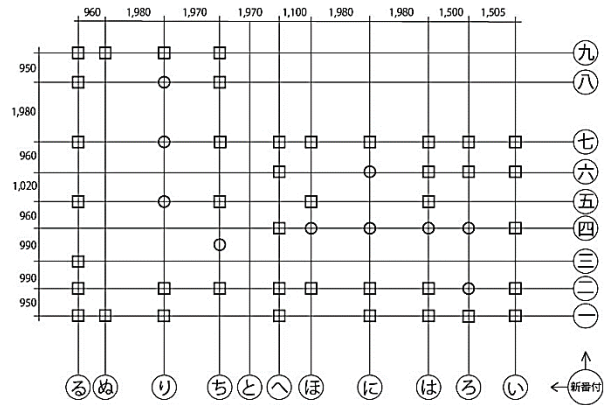 960 1,980 1,970 1,970 1,100 1,980 1,980 1,500 1,505
九
950
八
1,980
七
960
六
1,020
五
960
四
990
三
990
二
950
一
る ぬ り ち と へ ほ に は ろ い
新番付